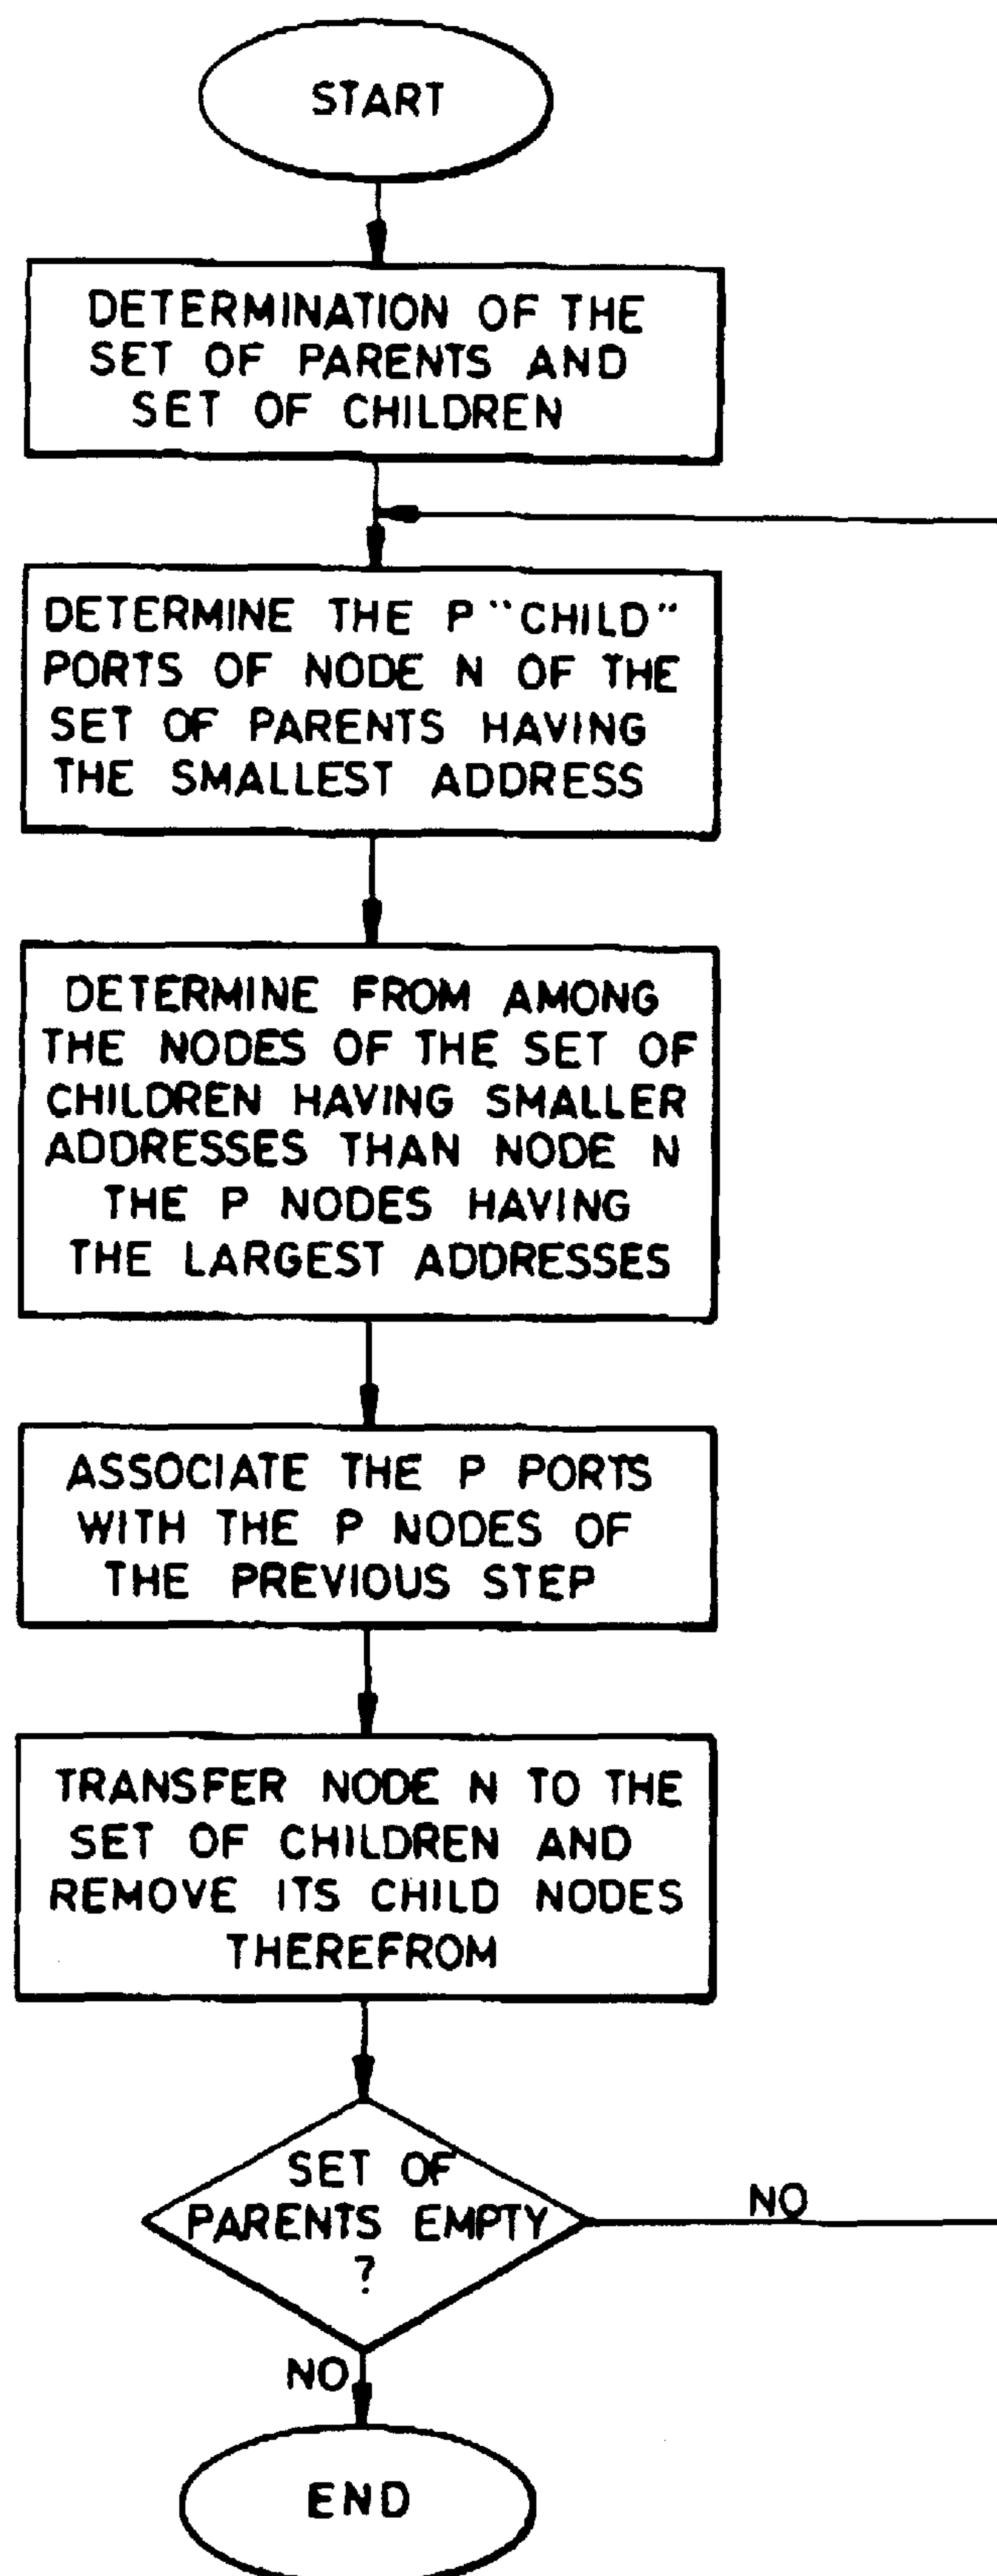 START
DETERMINATION OF THE
SET OF PARENTS AND
SET OF CHILDREN
DETERMINE THE P "CHILD"
PORTS OF NODE N OF THE
SET OF PARENTS HAVING
THE SMALLEST ADDRESS
DETERMINE FROM AMONG
THE NODES OF THE SET OF
CHILDREN HAVING SMALLER
ADDRESSES THAN NODE N
THE P NODES HAVING
THE LARGEST ADDRESSES
ASSOCIATE THE P PORTS
WITH THE P NODES OF
THE PREVIOUS STEP
TRANSFER NODE N TO THE
SET OF CHILDREN AND
REMOVE ITS CHILD NODES
THEREFROM
SET OF
PARENTS EMPTY
?
NO
NO
END